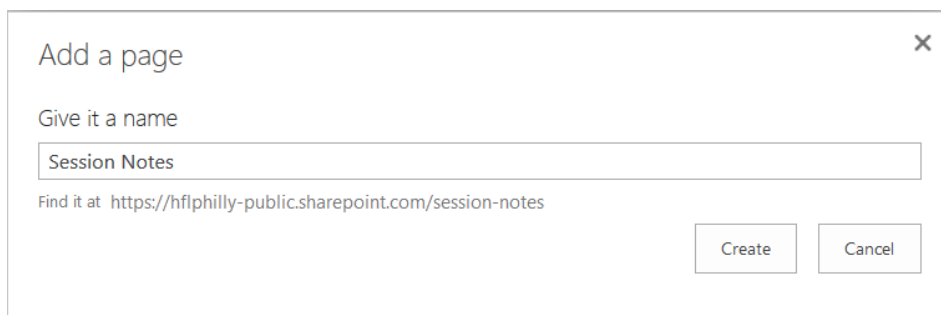 Add a page
Give it a name
Session Notes
Find it at https://hflphilly-public.sharepoint.com/session-notes
Create Cancel